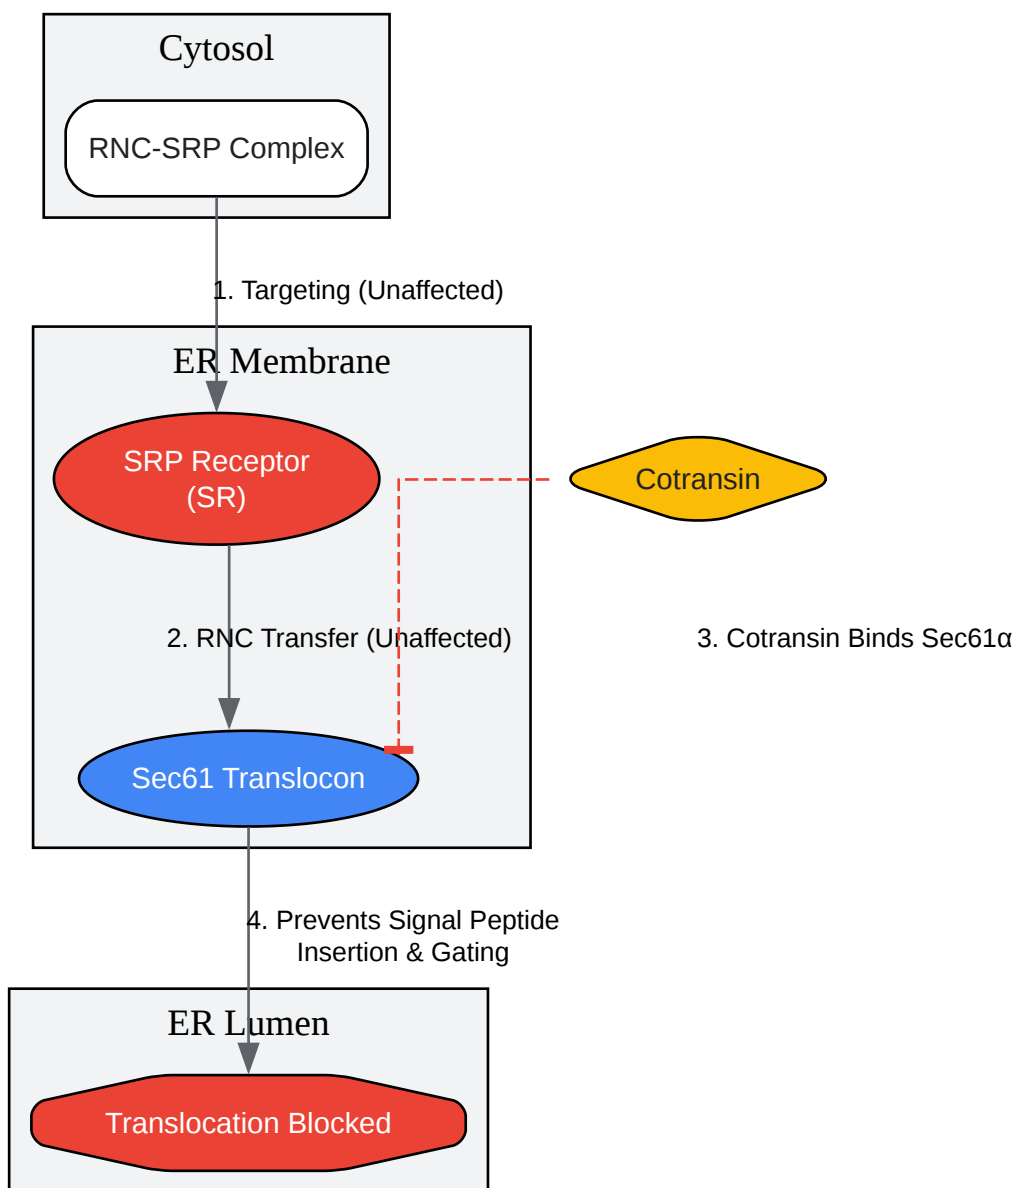 Cytosol
RNC-SRP Complex
1. Targeting (Unaffected)
ER Membrane
SRP Receptor
(SR)
Cotransin
2. RNC Transfer (Unaffected)
3. Cotransin Binds Sec61α
Sec61 Translocon
4. Prevents Signal Peptide
Insertion & Gating
ER Lumen
Translocation Blocked